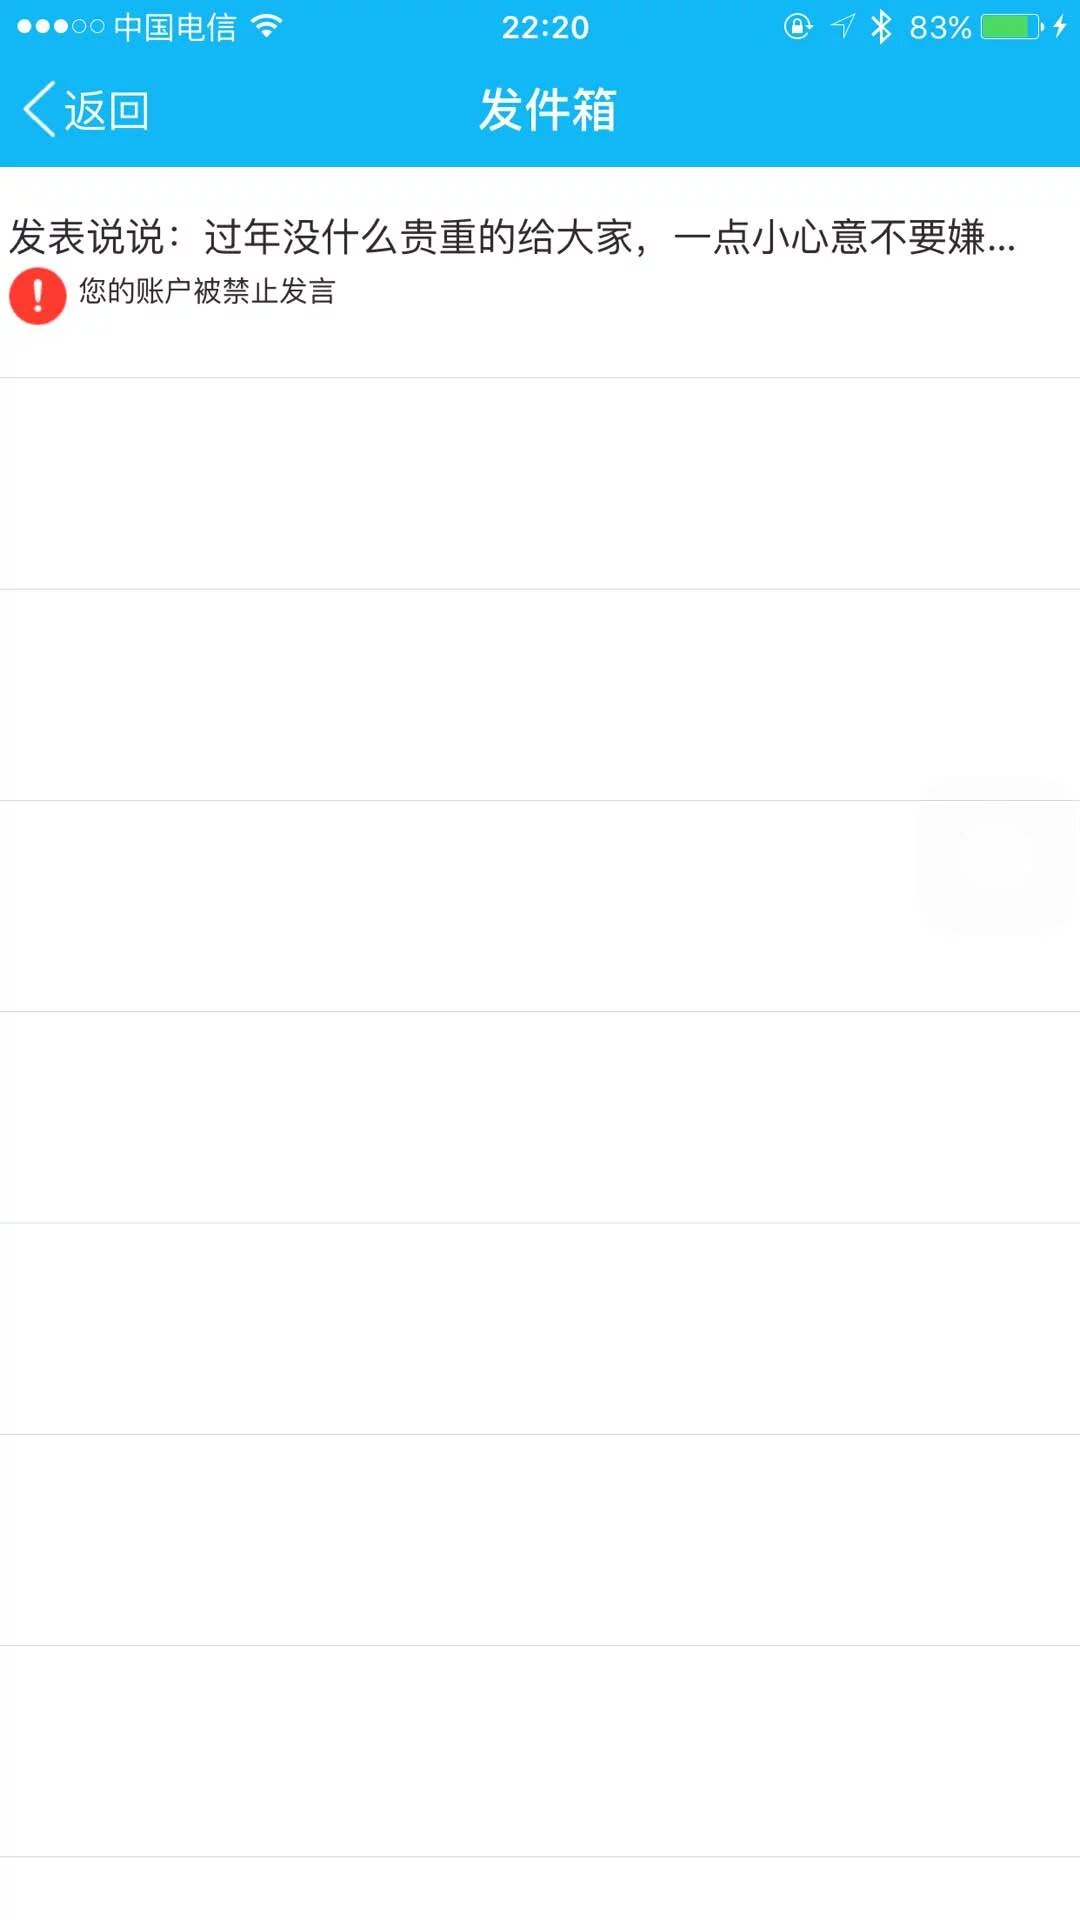 中国电信
22:20
83%
返回
发件箱
发表说说：过年没什么贵重的给大家，一点小心意不要嫌...
您的账户被禁止发言